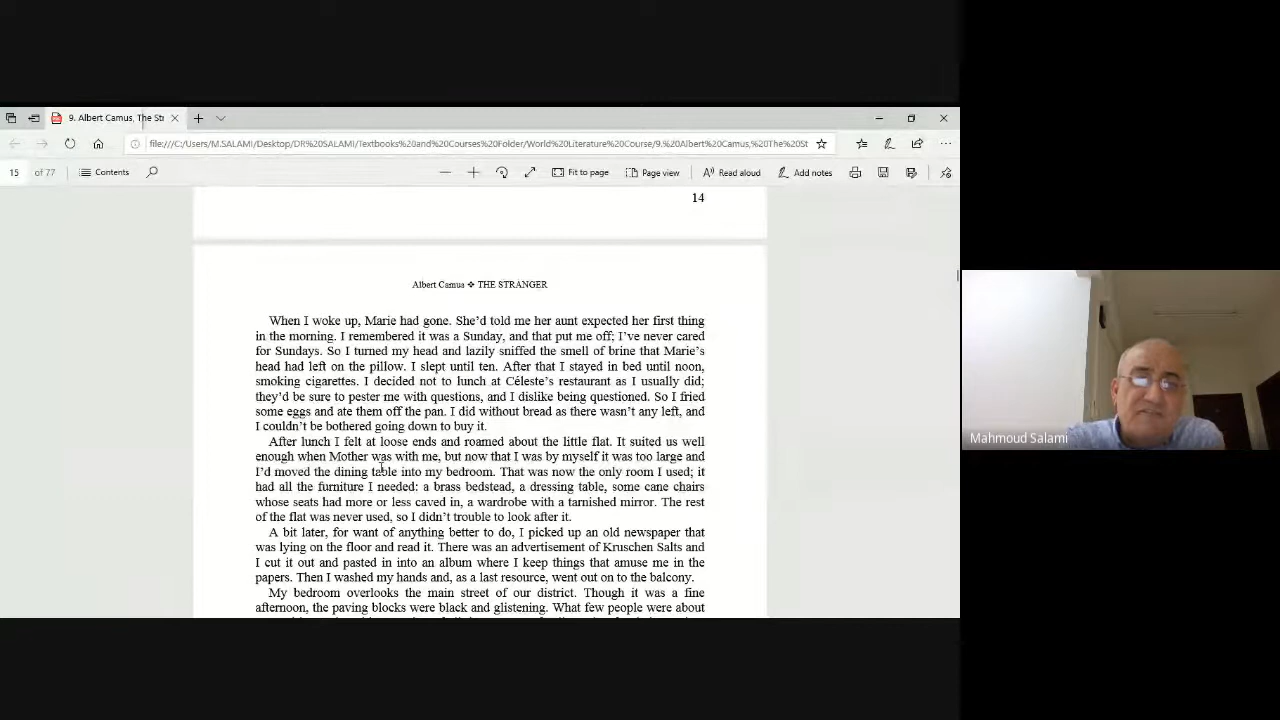 9. Albert Camus, The Str
file:///C:/Users/M.SALAMI/Desktop/DR%20SALAMI/Textbooks%20and%20Courses%20Folder/World%20Literature%20Course/9.%20Albert%20Camus,%20The%20St
15 of 77 Contents Fit to page Page view Read aloud Add notes
14
Albert Camua ❖ THE STRANGER
When I woke up, Marie had gone. She’d told me her aunt expected her first thing
in the morning. I remembered it was a Sunday, and that put me off; I’ve never cared
for Sundays. So I turned my head and lazily sniffed the smell of brine that Marie’s
head had left on the pillow. I slept until ten. After that I stayed in bed until noon,
smoking cigarettes. I decided not to lunch at Céleste’s restaurant as I usually did;
they’d be sure to pester me with questions, and I dislike being questioned. So I fried
some eggs and ate them off the pan. I did without bread as there wasn’t any left, and
I couldn’t be bothered going down to buy it.
After lunch I felt at loose ends and roamed about the little flat. It suited us well
enough when Mother was with me, but now that I was by myself it was too large and
I’d moved the dining table into my bedroom. That was now the only room I used; it
had all the furniture I needed: a brass bedstead, a dressing table, some cane chairs
whose seats had more or less caved in, a wardrobe with a tarnished mirror. The rest
of the flat was never used, so I didn’t trouble to look after it.
A bit later, for want of anything better to do, I picked up an old newspaper that
was lying on the floor and read it. There was an advertisement of Kruschen Salts and
I cut it out and pasted in into an album where I keep things that amuse me in the
papers. Then I washed my hands and, as a last resource, went out on to the balcony.
My bedroom overlooks the main street of our district. Though it was a fine
afternoon, the paving blocks were black and glistening. What few people were about
Mahmoud Salami